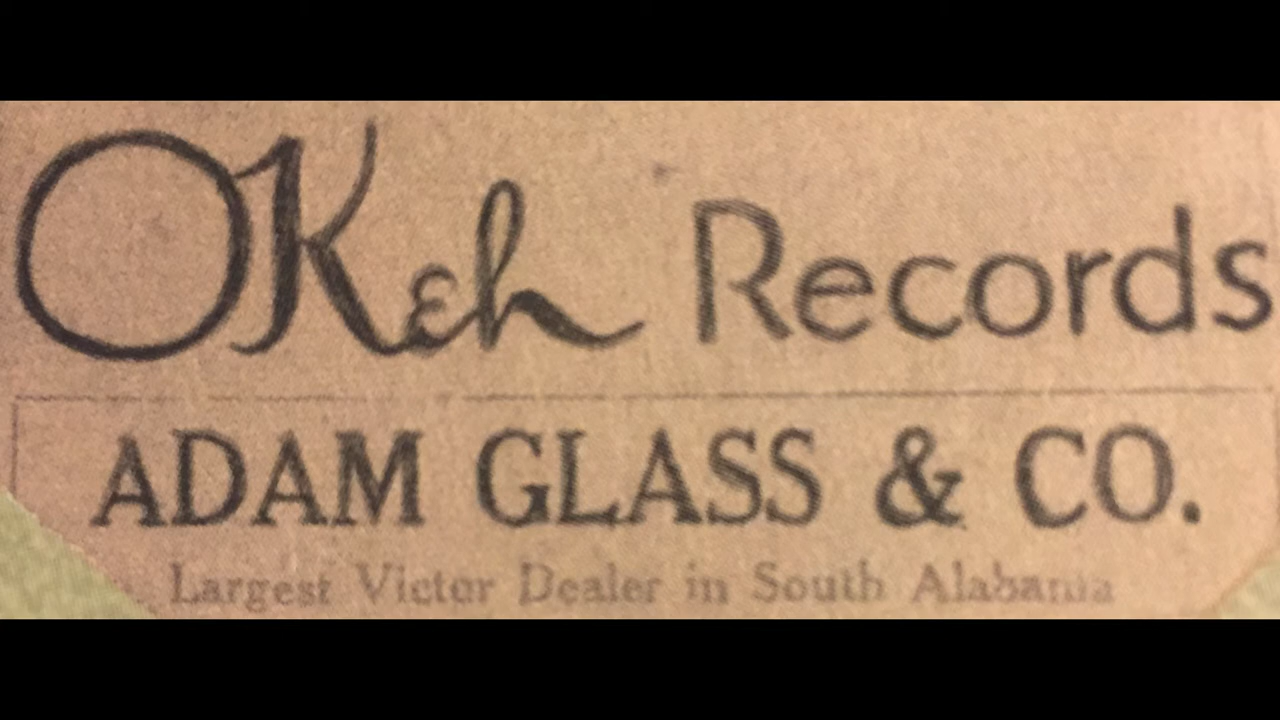 OKeh Records
ADAM GLASS & CO.
Largest Victor Dealer in South Alabama